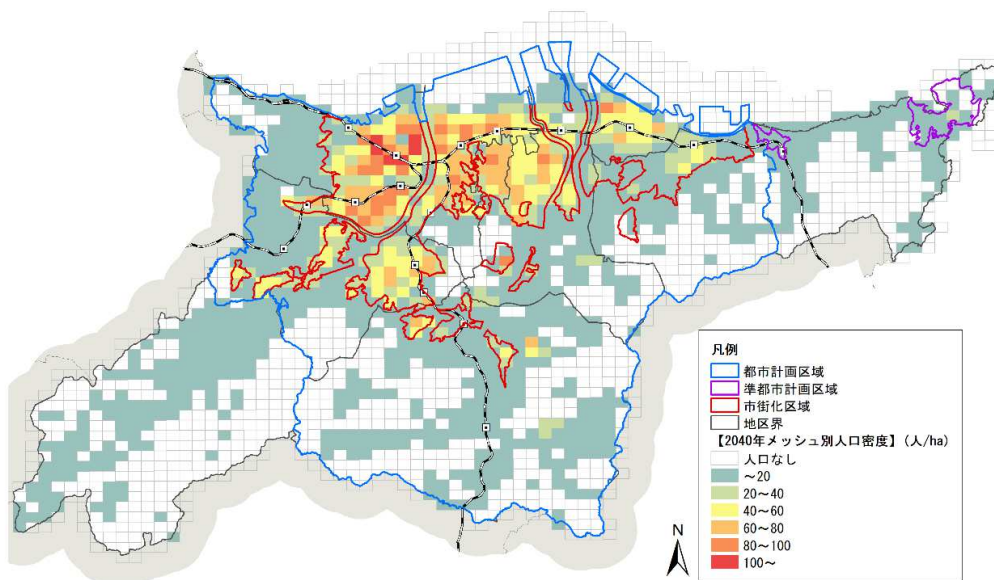 凡例
都市計画区域
準都市計画区域
市街化区域
地区界
【2040年メッシュ別人口密度】(人/ha)
人口なし
～20
20～40
40～60
60～80
80～100
100～
N